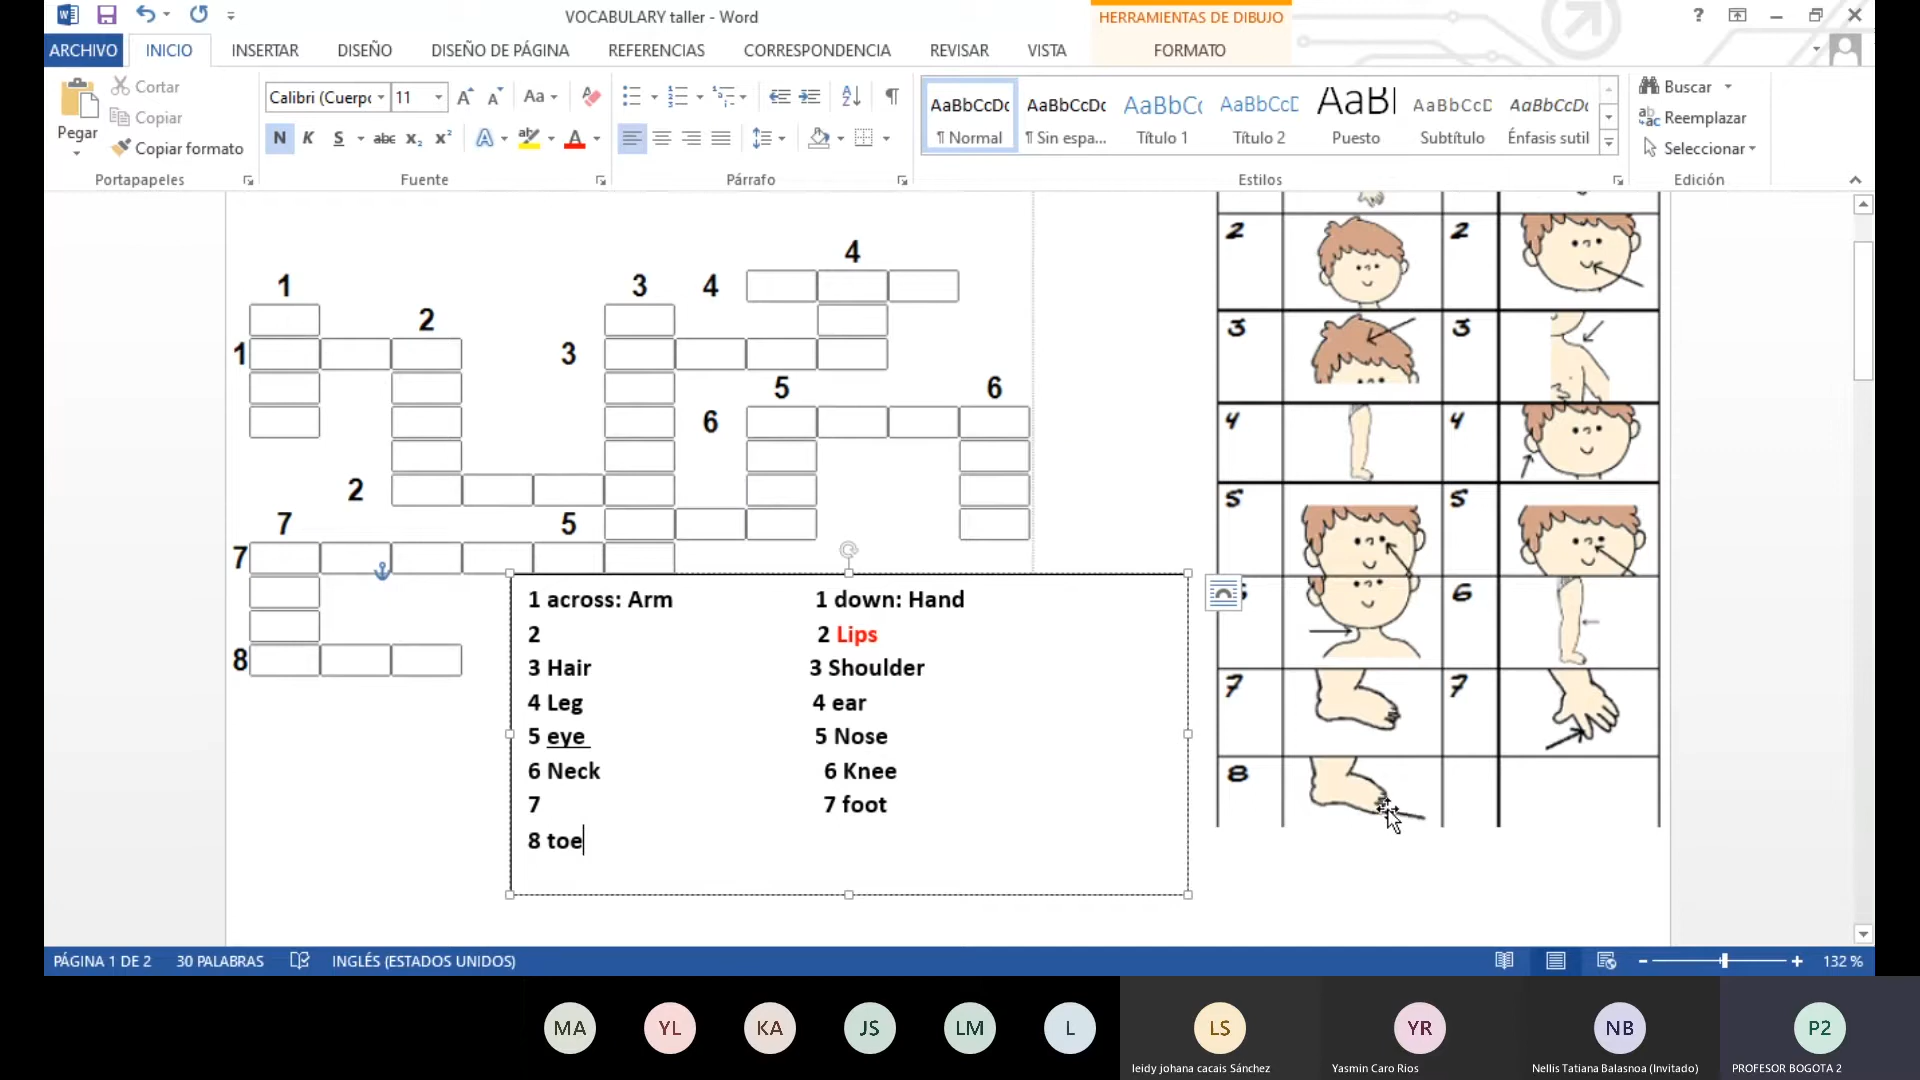 VOCABULARY taller - Word
HERRAMIENTAS DE DIBUJO
ARCHIVO INICIO INSERTAR DISEÑO DISEÑO DE PÁGINA REFERENCIAS CORRESPONDENCIA REVISAR VISTA FORMATO
Pegar
Cortar
Copiar
Copiar formato
Portapapeles
Calibri (Cuerpo 11
Aa
N K S abc x₂ x² A A
Fuente
Párrafo
AaBbCcDc AaBbCcDc AaBbC( AaBbCcD AaBl AaBbCcD AaBbCcDt
¶ Normal ¶ Sin espa... Título 1 Título 2 Puesto Subtítulo Énfasis sutil
Estilos
Buscar
Reemplazar
Seleccionar
Edición
4
1 3 4
2
1 3
5 6
6
2
7 5
7
8
1 across: Arm 1 down: Hand
2 2 Lips
3 Hair 3 Shoulder
4 Leg 4 ear
5 eye 5 Nose
6 Neck 6 Knee
7 7 foot
8 toe
2 2
3 3
4 4
5 5
6
7 7
8
PÁGINA 1 DE 2 30 PALABRAS INGLÉS (ESTADOS UNIDOS) 132 %
MA YL KA JS LM L LS YR NB P2
leidy johana cacais Sánchez Yasmin Caro Rios Nellis Tatiana Balasnoa (Invitado) PROFESOR BOGOTA 2